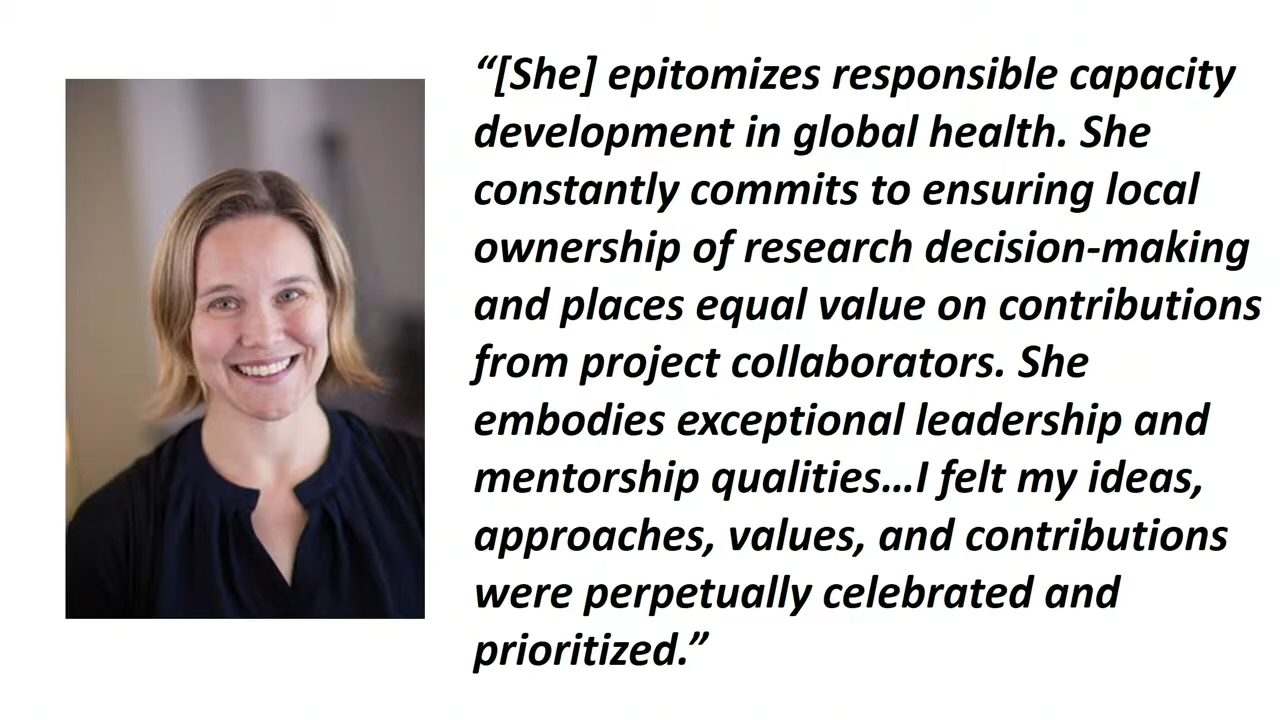 “[She] epitomizes responsible capacity
development in global health. She
constantly commits to ensuring local
ownership of research decision-making
and places equal value on contributions
from project collaborators. She
embodies exceptional leadership and
mentorship qualities…I felt my ideas,
approaches, values, and contributions
were perpetually celebrated and
prioritized.”